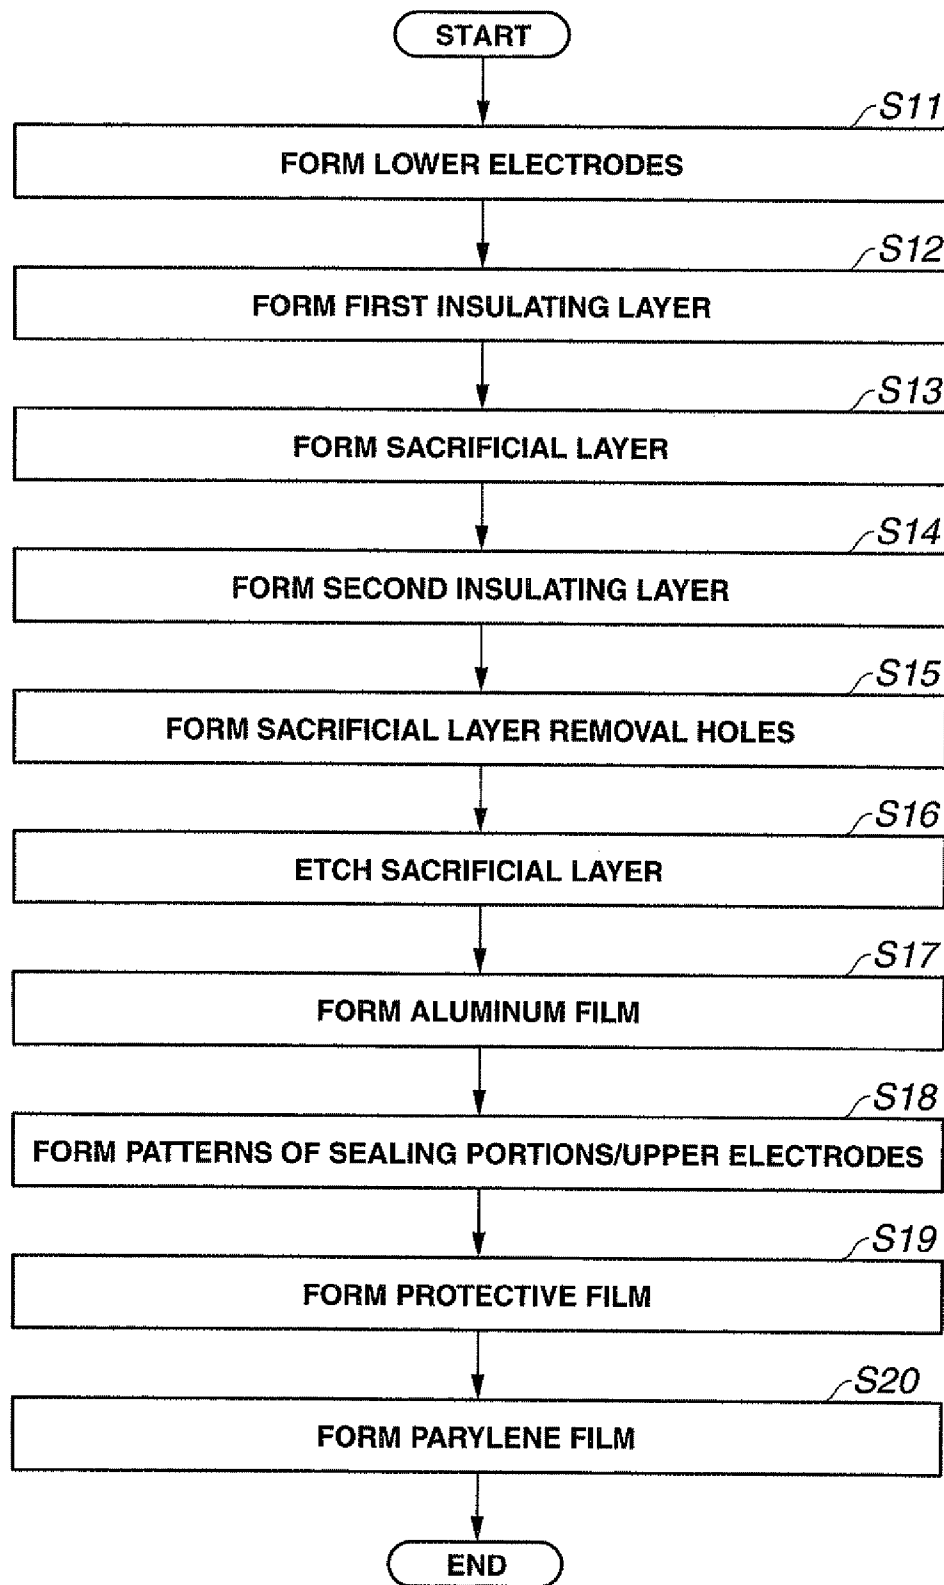 START
S11
FORM LOWER ELECTRODES
S12
FORM FIRST INSULATING LAYER
S13
FORM SACRIFICIAL LAYER
S14
FORM SECOND INSULATING LAYER
S15
FORM SACRIFICIAL LAYER REMOVAL HOLES
S16
ETCH SACRIFICIAL LAYER
S17
FORM ALUMINUM FILM
S18
FORM PATTERNS OF SEALING PORTIONS/UPPER ELECTRODES
S19
FORM PROTECTIVE FILM
S20
FORM PARYLENE FILM
END